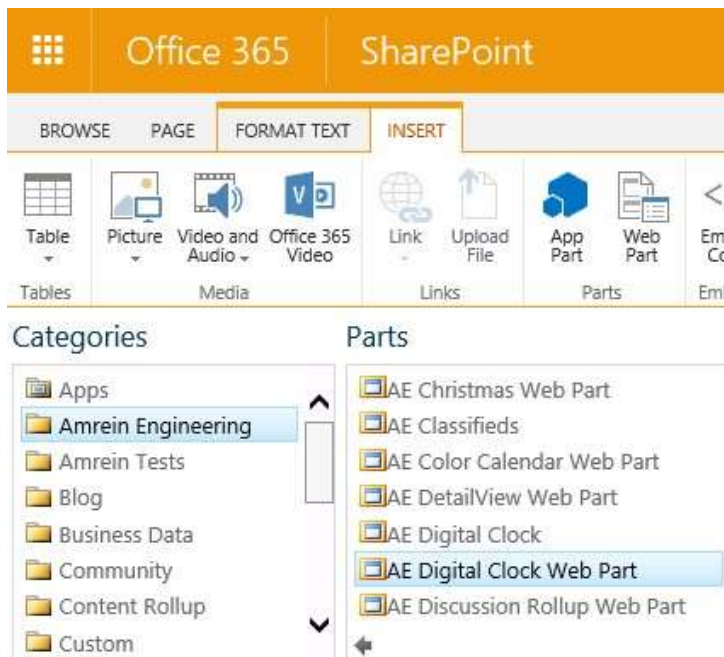 Office 365 SharePoint
BROWSE PAGE FORMAT TEXT INSERT
Table
Picture
Video and
Audio
Office 365
Video
Link
Upload
File
App
Part
Web
Part
Tables
Media
Links
Parts
Categories
Apps
Amrein Engineering
Amrein Tests
Blog
Business Data
Community
Content Rollup
Custom
Parts
AE Christmas Web Part
AE Classifieds
AE Color Calendar Web Part
AE DetailView Web Part
AE Digital Clock
AE Digital Clock Web Part
AE Discussion Rollup Web Part